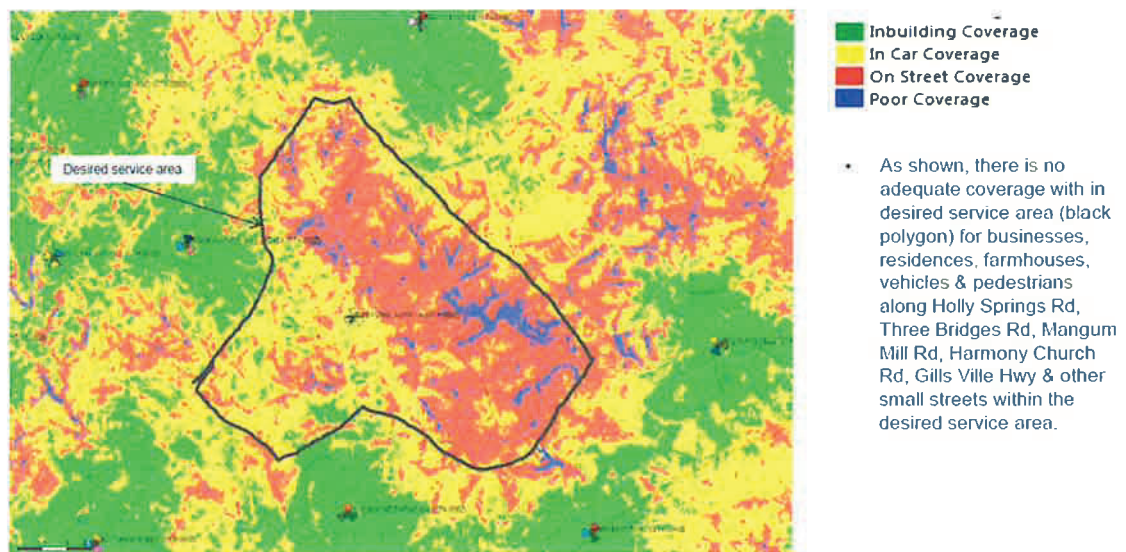 Inbuilding Coverage
In Car Coverage
On Street Coverage
Poor Coverage
Desired service area
• As shown, there is no
adequate coverage with in
desired service area (black
polygon) for businesses,
residences, farmhouses,
vehicles & pedestrians
along Holly Springs Rd,
Three Bridges Rd, Mangum
Mill Rd, Harmony Church
Rd, Gills Ville Hwy & other
small streets within the
desired service area.